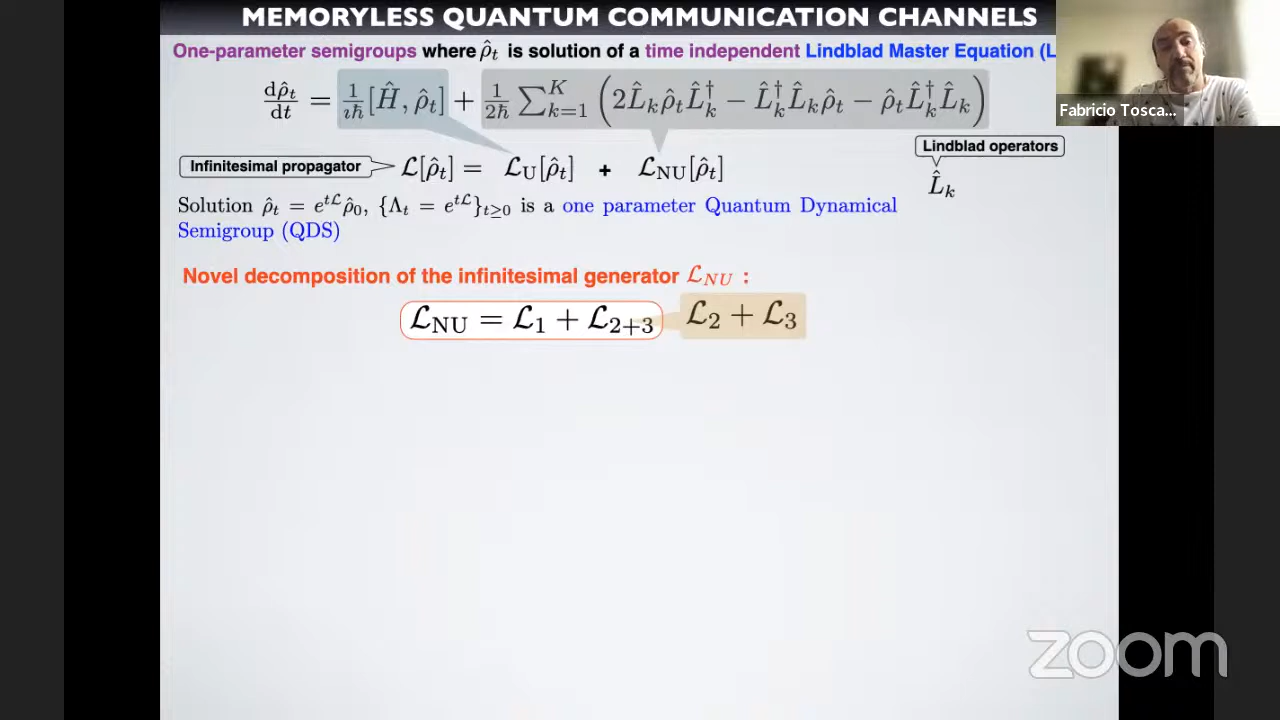 MEMORYLESS QUANTUM COMMUNICATION CHANNELS
One-parameter semigroups where ρ̂_t is solution of a time independent Lindblad Master Equation (L
dρ̂_t/dt = 1/(ıħ) [Ĥ, ρ̂_t] + 1/(2ħ) ∑_{k=1}^{K} (2L̂_k ρ̂_t L̂_k^† − L̂_k^† L̂_k ρ̂_t − ρ̂_t L̂_k^† L̂_k)
Fabricio Tosca...
Lindblad operators
L̂_k
Infinitesimal propagator ℒ[ρ̂_t] = ℒ_U[ρ̂_t] + ℒ_NU[ρ̂_t]
Solution ρ̂_t = e^{tℒ} ρ̂_0, {Λ_t = e^{tℒ}}_{t≥0} is a one parameter Quantum Dynamical
Semigroup (QDS)
Novel decomposition of the infinitesimal generator ℒ_NU :
ℒ_NU = ℒ_1 + ℒ_{2+3} ℒ_2 + ℒ_3
zoom